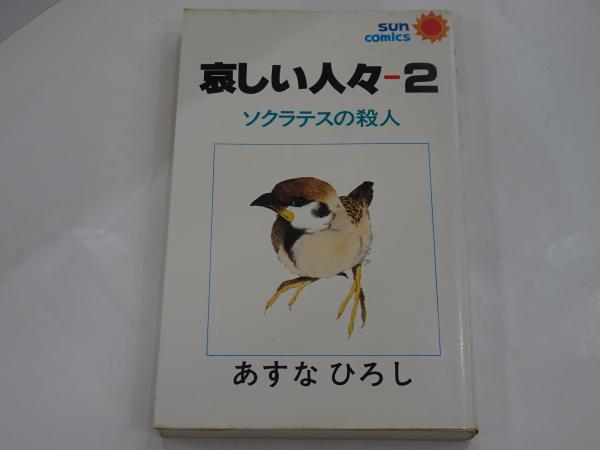 sun
comics
哀しい人々-2
ソクラテスの殺人
あすなひろし